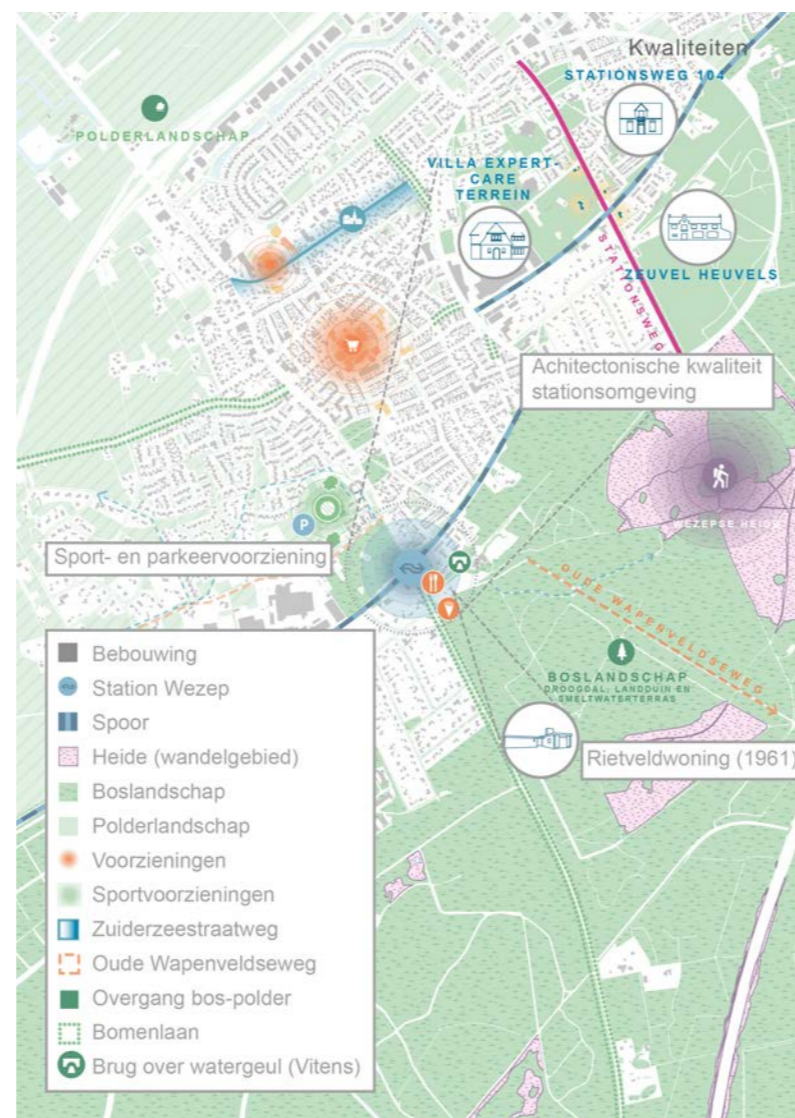 Kwaliteiten
STATIONSWEG 104
POLDERLANDSCHAP
VILLA EXPERT-
CARE
TERREIN
ZEUVEL HEUVELS
STATIONSWEG
Achitectonische kwaliteit
stationsomgeving
WEZEPSE HEIDE
P
Sport- en parkeervoorziening
OUDE WAPENVELDSEWEG
BOSLANDSCHAP
DROOGDAL, LANDDUIN EN
SMELTWATERTERRAS
Rietveldwoning (1961)
Bebouwing
Station Wezep
Spoor
Heide (wandelgebied)
Boslandschap
Polderlandschap
Voorzieningen
Sportvoorzieningen
Zuiderzeestraatweg
Oude Wapenveldseweg
Overgang bos-polder
Bomenlaan
Brug over watergeul (Vitens)